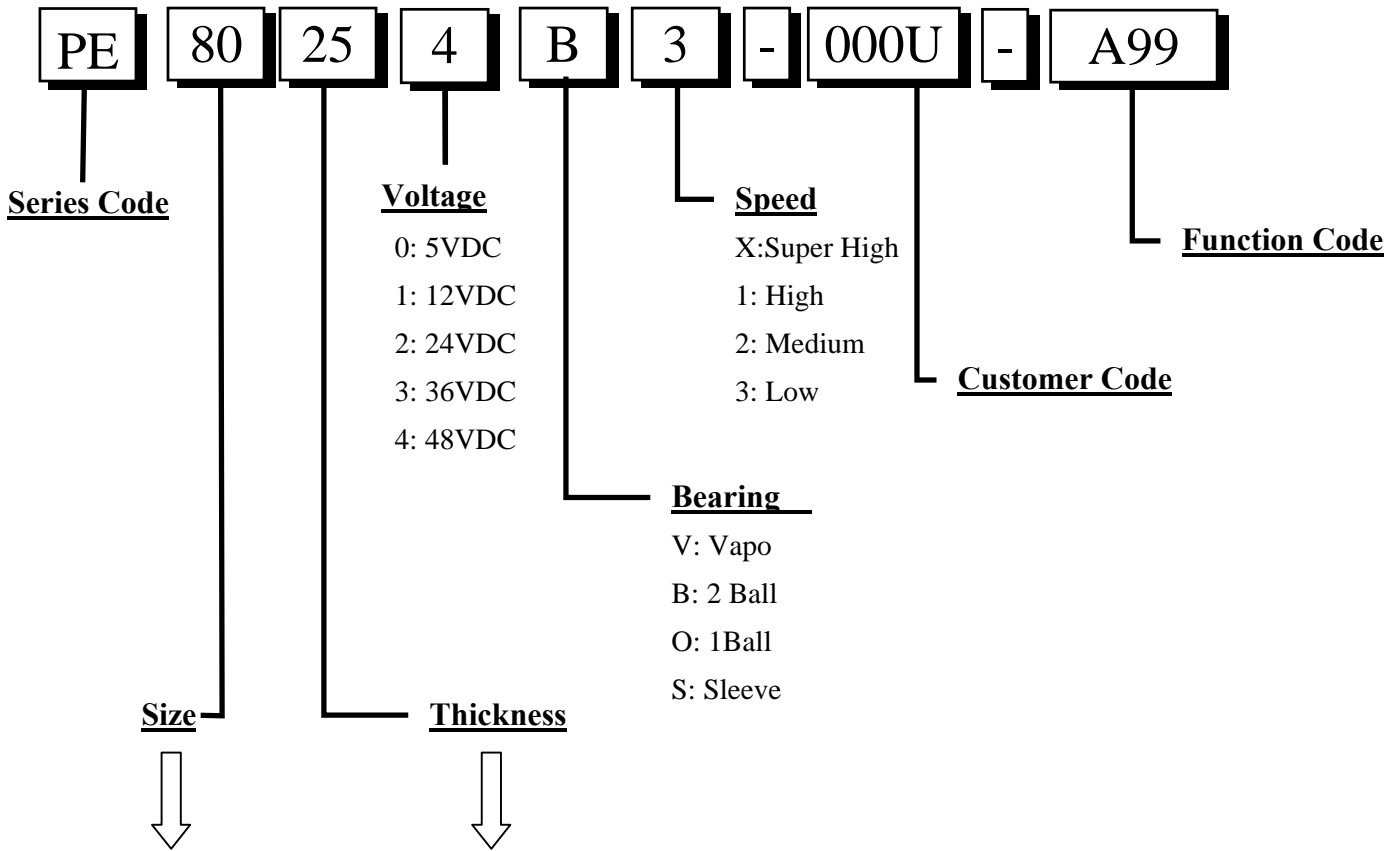 PE 80 25 4 B 3 - 000U - A99
Series Code
Voltage
0: 5VDC
1: 12VDC
2: 24VDC
3: 36VDC
4: 48VDC
Speed
X:Super High
1: High
2: Medium
3: Low
Function Code
Customer Code
Bearing
V: Vapo
B: 2 Ball
O: 1Ball
S: Sleeve
Size
Thickness